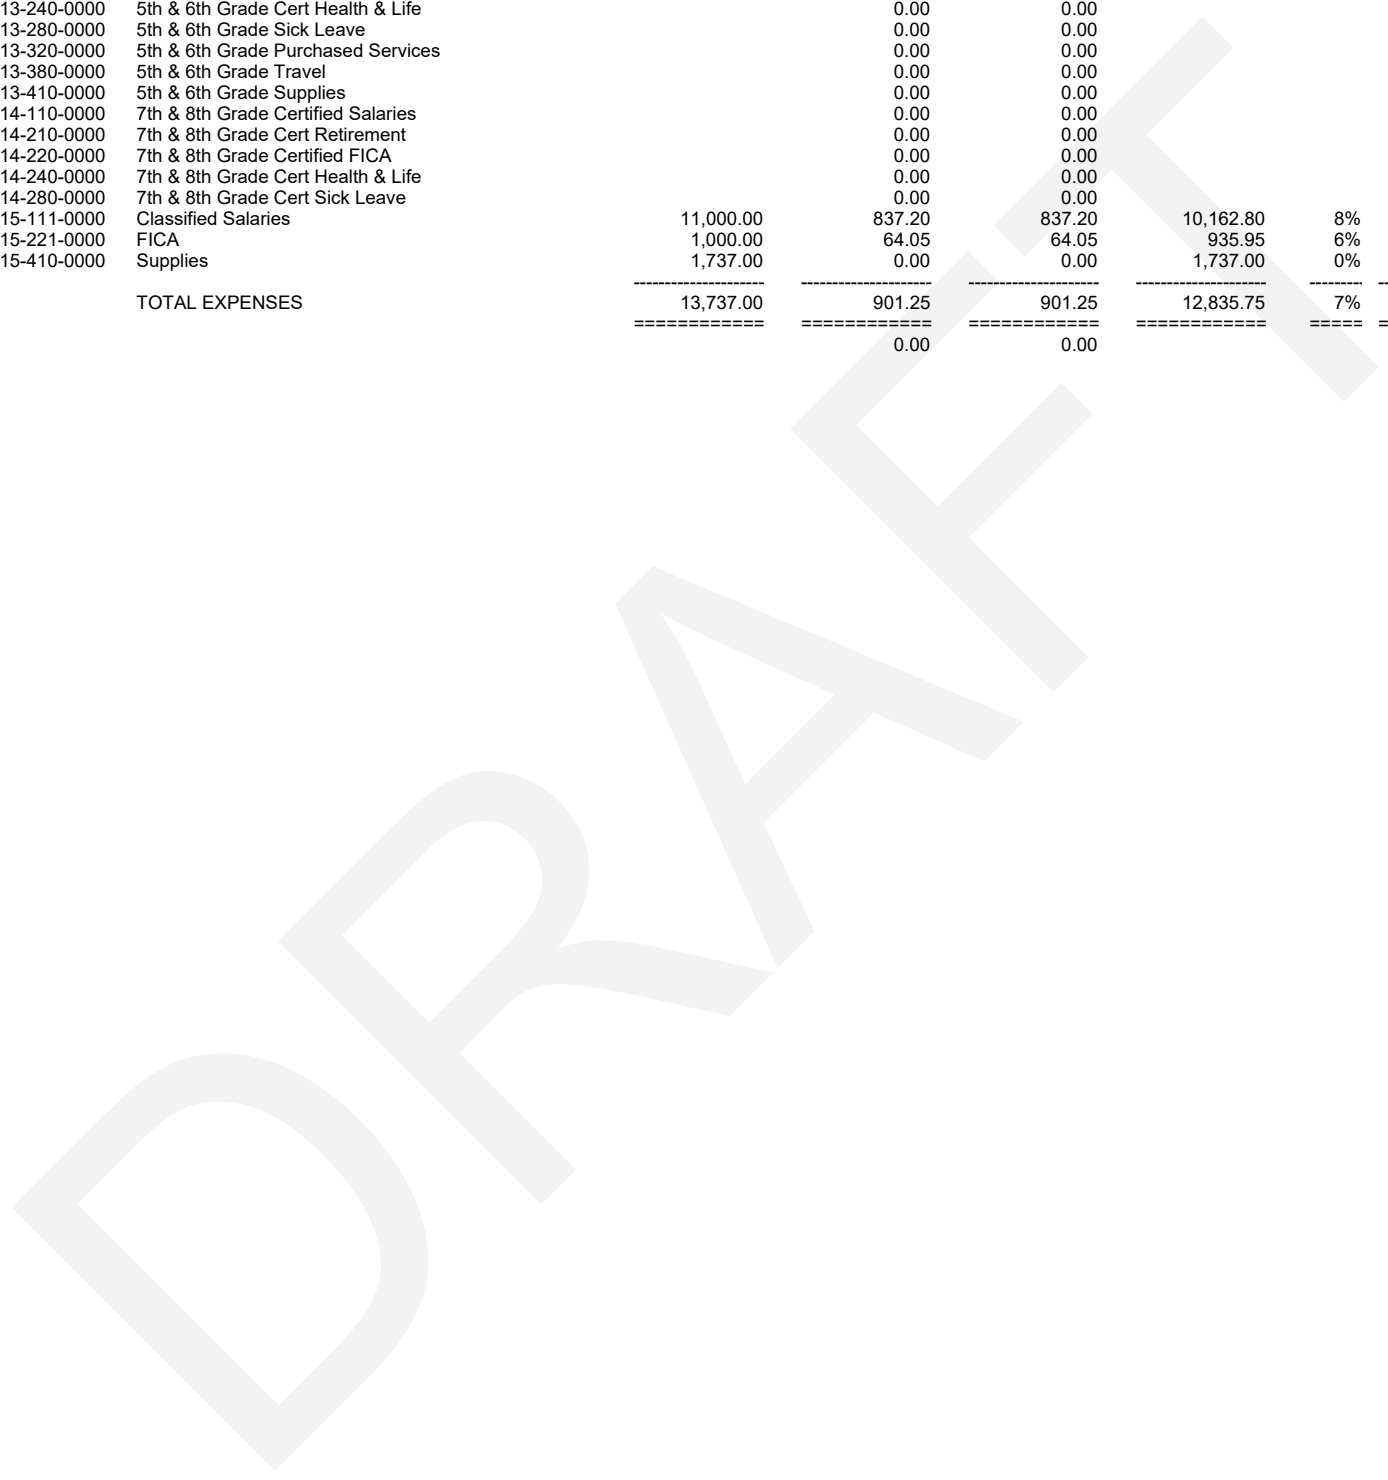 13-240-0000 5th & 6th Grade Cert Health & Life 0.00 0.00
13-280-0000 5th & 6th Grade Sick Leave 0.00 0.00
13-320-0000 5th & 6th Grade Purchased Services 0.00 0.00
13-380-0000 5th & 6th Grade Travel 0.00 0.00
13-410-0000 5th & 6th Grade Supplies 0.00 0.00
14-110-0000 7th & 8th Grade Certified Salaries 0.00 0.00
14-210-0000 7th & 8th Grade Cert Retirement 0.00 0.00
14-220-0000 7th & 8th Grade Certified FICA 0.00 0.00
14-240-0000 7th & 8th Grade Cert Health & Life 0.00 0.00
14-280-0000 7th & 8th Grade Cert Sick Leave 0.00 0.00
15-111-0000 Classified Salaries 11,000.00 837.20 837.20 10,162.80 8%
15-221-0000 FICA 1,000.00 64.05 64.05 935.95 6%
15-410-0000 Supplies 1,737.00 0.00 0.00 1,737.00 0%
--------------------- --------------------- --------------------- --------------------- -------- --
TOTAL EXPENSES 13,737.00 901.25 901.25 12,835.75 7%
============ ============ ============ ============ ===== =
0.00 0.00
DRAFT